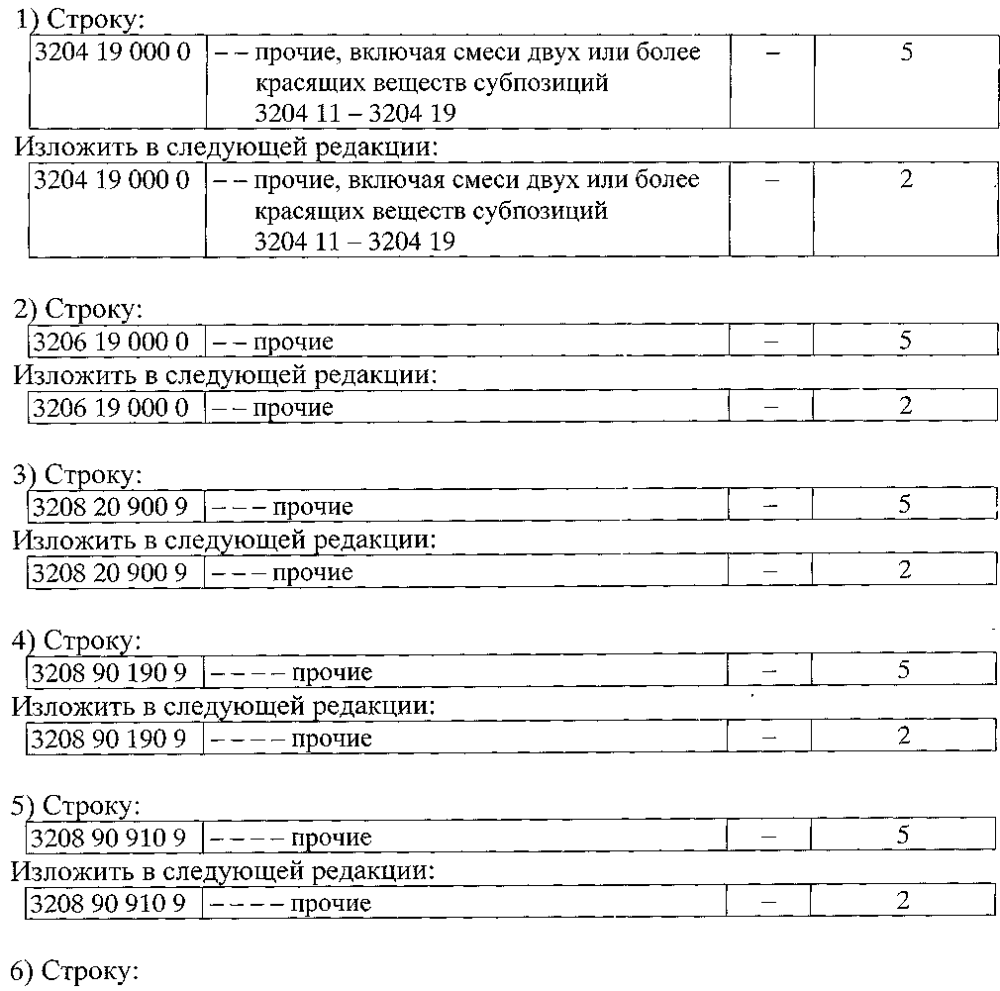 1) Строку:
3204 19 000 0 – – прочие, включая смеси двух или более – 5
красящих веществ субпозиций
3204 11 – 3204 19
Изложить в следующей редакции:
3204 19 000 0 – – прочие, включая смеси двух или более – 2
красящих веществ субпозиций
3204 11 – 3204 19
2) Строку:
3206 19 000 0 – – прочие – 5
Изложить в следующей редакции:
3206 19 000 0 – – прочие – 2
3) Строку:
3208 20 900 9 – – – прочие – 5
Изложить в следующей редакции:
3208 20 900 9 – – – прочие – 2
4) Строку:
3208 90 190 9 – – – – прочие – 5
Изложить в следующей редакции:
3208 90 190 9 – – – – прочие – 2
5) Строку:
3208 90 910 9 – – – – прочие – 5
Изложить в следующей редакции:
3208 90 910 9 – – – – прочие – 2
6) Строку: